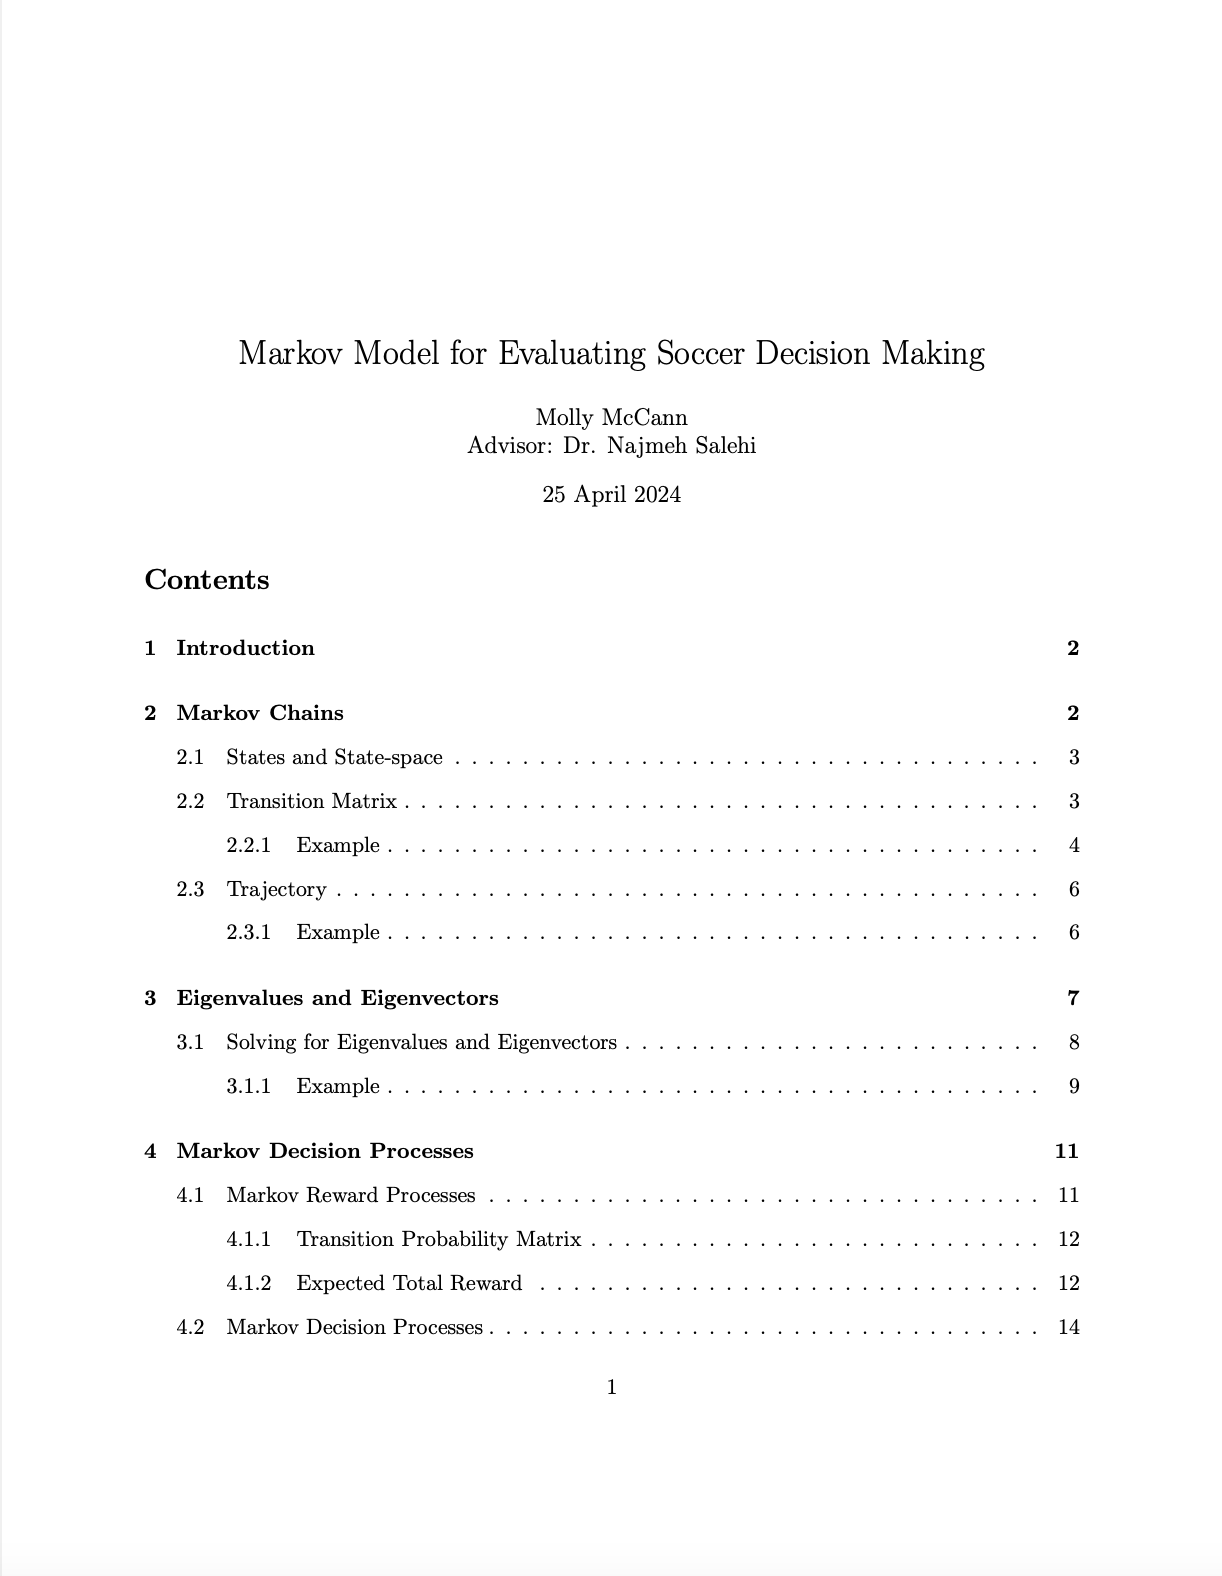 Markov Model for Evaluating Soccer Decision Making
Molly McCann
Advisor: Dr. Najmeh Salehi
25 April 2024
Contents
1 Introduction 2
2 Markov Chains 2
2.1 States and State-space . . . . . . . . . . . . . . . . . . . . . . . . . . . . . . . . . . . 3
2.2 Transition Matrix . . . . . . . . . . . . . . . . . . . . . . . . . . . . . . . . . . . . . . 3
2.2.1 Example . . . . . . . . . . . . . . . . . . . . . . . . . . . . . . . . . . . . . . . 4
2.3 Trajectory . . . . . . . . . . . . . . . . . . . . . . . . . . . . . . . . . . . . . . . . . . 6
2.3.1 Example . . . . . . . . . . . . . . . . . . . . . . . . . . . . . . . . . . . . . . . 6
3 Eigenvalues and Eigenvectors 7
3.1 Solving for Eigenvalues and Eigenvectors . . . . . . . . . . . . . . . . . . . . . . . . . 8
3.1.1 Example . . . . . . . . . . . . . . . . . . . . . . . . . . . . . . . . . . . . . . . 9
4 Markov Decision Processes 11
4.1 Markov Reward Processes . . . . . . . . . . . . . . . . . . . . . . . . . . . . . . . . . 11
4.1.1 Transition Probability Matrix . . . . . . . . . . . . . . . . . . . . . . . . . . . 12
4.1.2 Expected Total Reward . . . . . . . . . . . . . . . . . . . . . . . . . . . . . . 12
4.2 Markov Decision Processes . . . . . . . . . . . . . . . . . . . . . . . . . . . . . . . . . 14
1